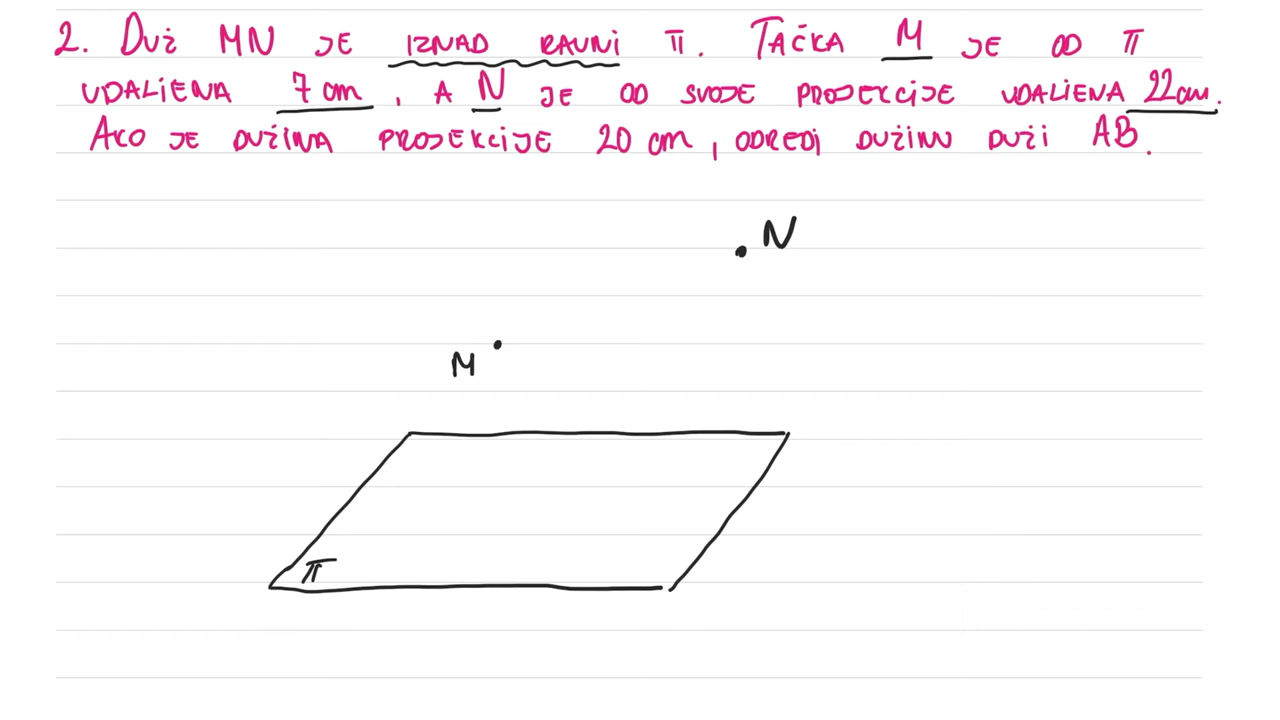 2. DUŽ MN JE IZNAD RAVNI π. TAČKA M JE OD π
UDALJENA 7 cm, A N JE OD SVOJE PROJEKCIJE UDALJENA 22 cm.
AKO JE DUŽINA PROJEKCIJE 20 cm, ODREDI DUŽINU DUŽI AB.
N
M
π